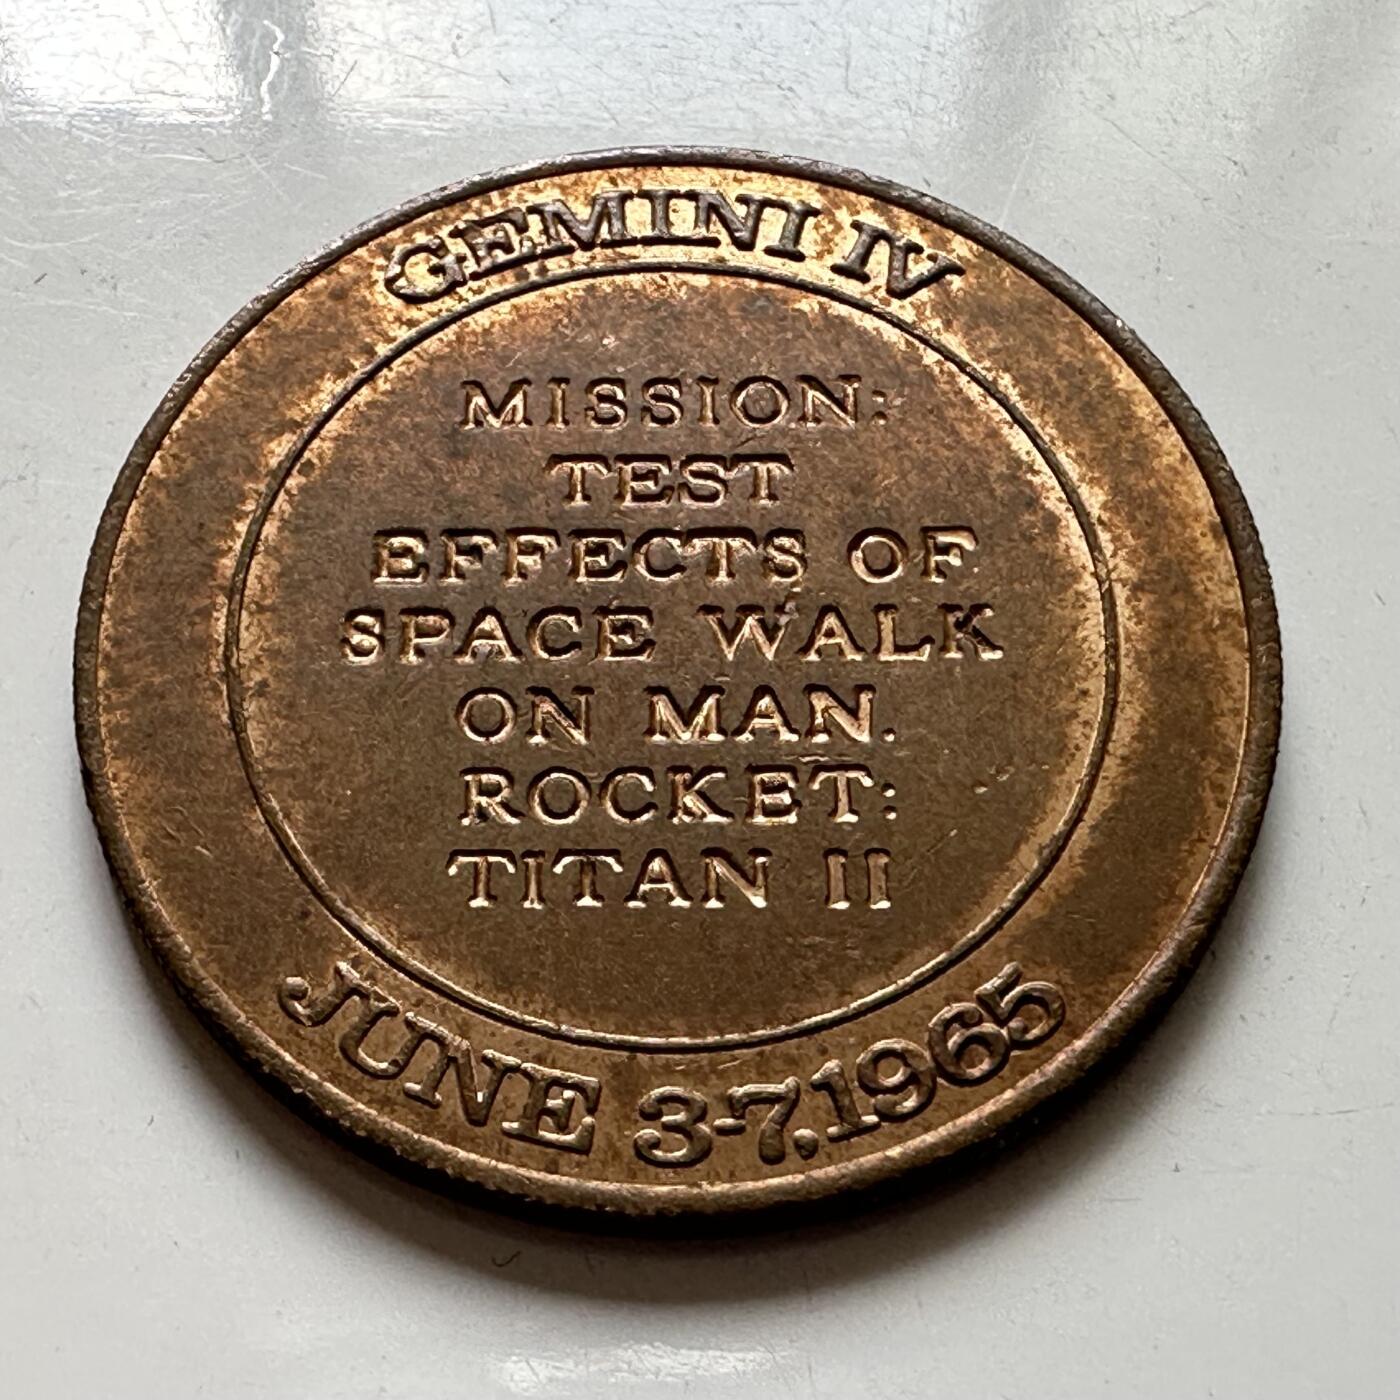 GEMINI IV
MISSION:
TEST
EFFECTS OF
SPACE WALK
ON MAN.
ROCKET:
TITAN II
JUNE 3-7,1965